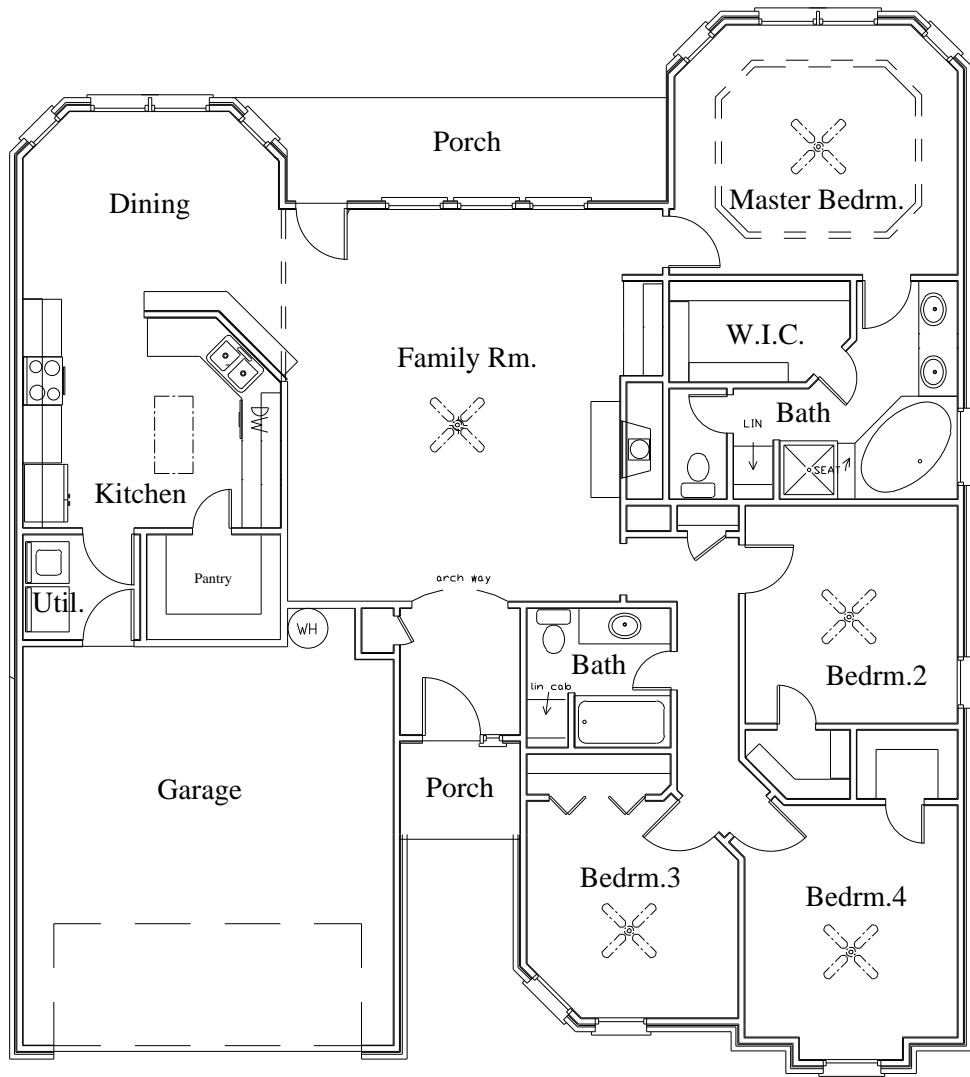 Porch
Dining
Master Bedrm.
W.I.C.
Family Rm.
Bath
LIN
DW
SEAT
Kitchen
Pantry
arch way
Util.
WH
Bath
Bedrm.2
lin cab
Garage
Porch
Bedrm.3
Bedrm.4